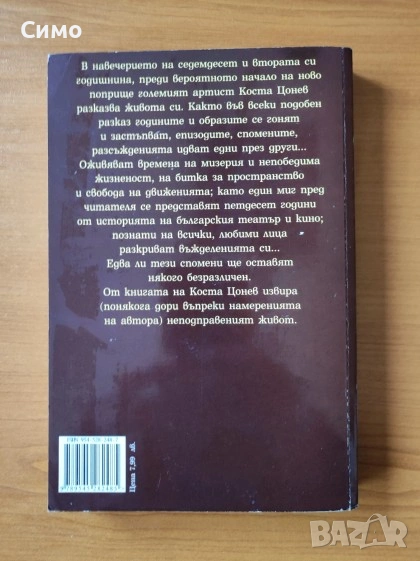 Симо
В навечерието на седемдесет и втората си
годишнина, преди вероятното начало на ново
поприще големият артист Коста Цонев
разказва живота си. Както във всеки подобен
разказ годините и образите се гонят
и застъпват, епизодите, спомените,
разсъжденията идват едни през други...
Оживяват времена на мизерия и непобедима
жизненост, на битка за пространство
и свобода на движенията; като един миг пред
читателя се представят петдесет години
от историята на българския театър и кино;
познати на всички, любими лица
разкриват въжделенията си...
Едва ли тези спомени ще оставят
някого безразличен.
От книгата на Коста Цонев извира
(понякога дори въпреки намеренията
на автора) неподправеният живот.
Цена 7,99 лв.
BAZAR